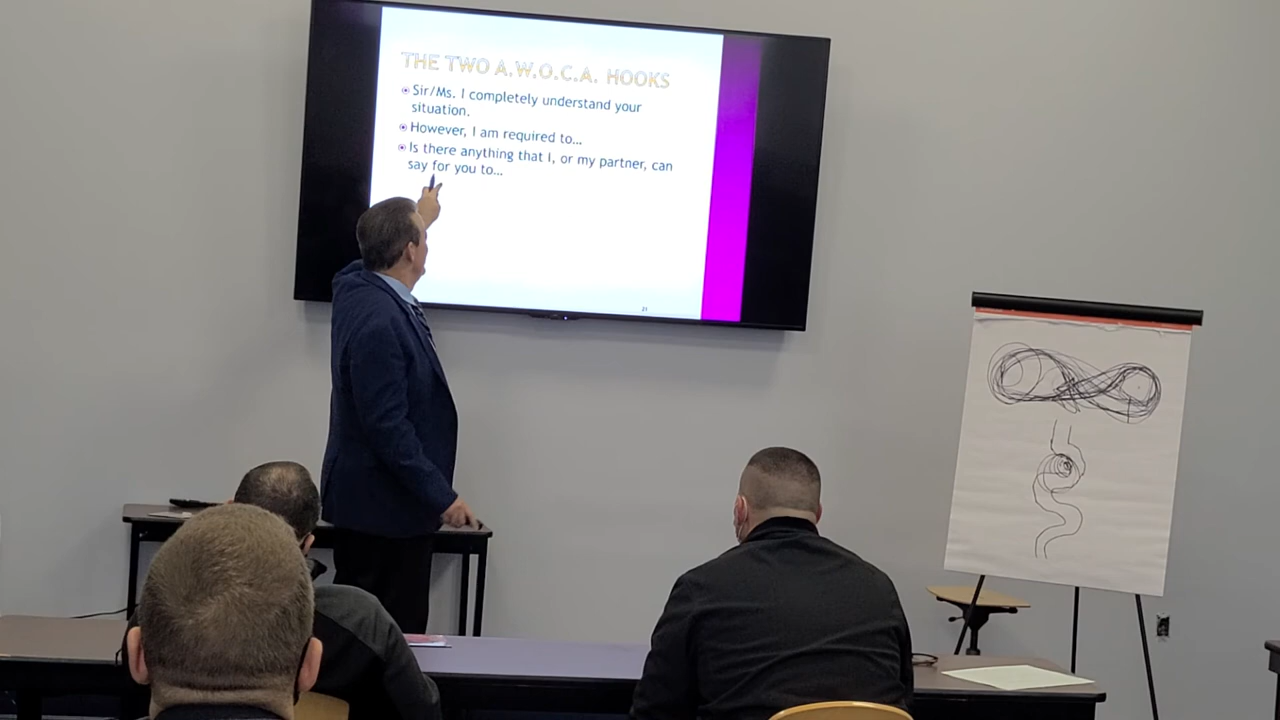 THE TWO A.W.O.C.A. HOOKS
Sir/Ms. I completely understand your
situation.
However, I am required to...
Is there anything that I, or my partner, can
say for you to...
21